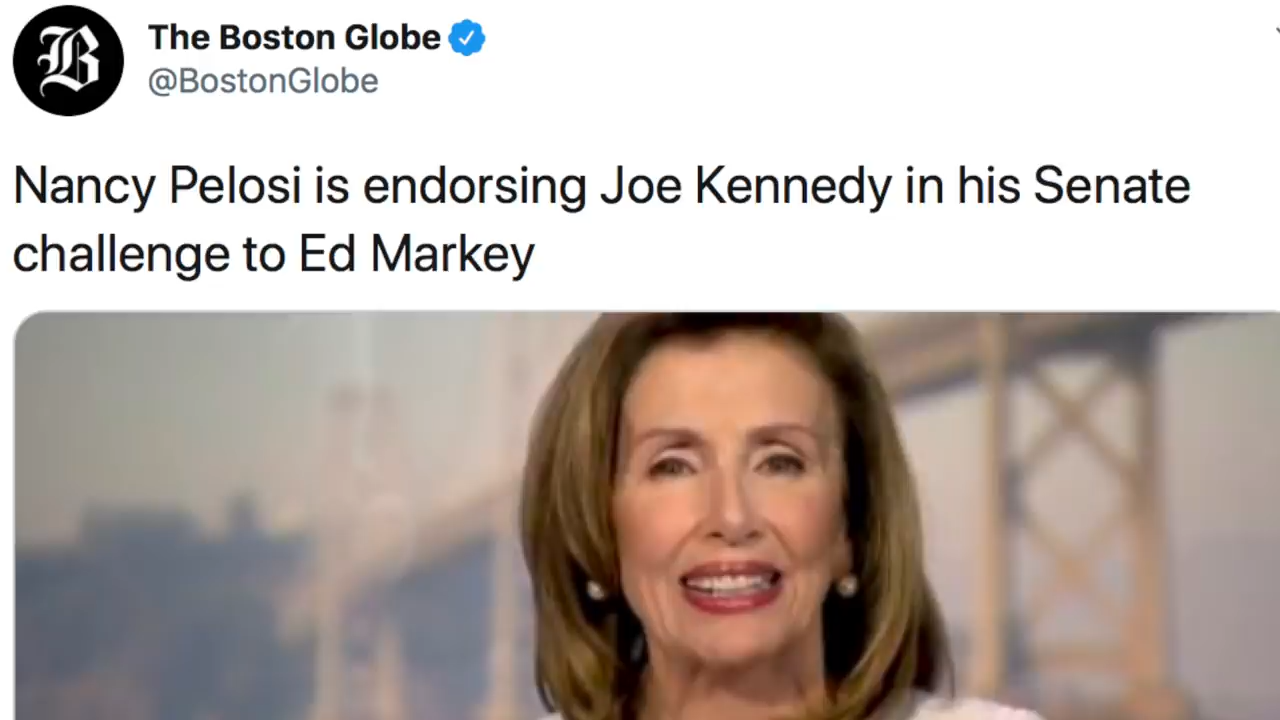 The Boston Globe
@BostonGlobe
Nancy Pelosi is endorsing Joe Kennedy in his Senate
challenge to Ed Markey